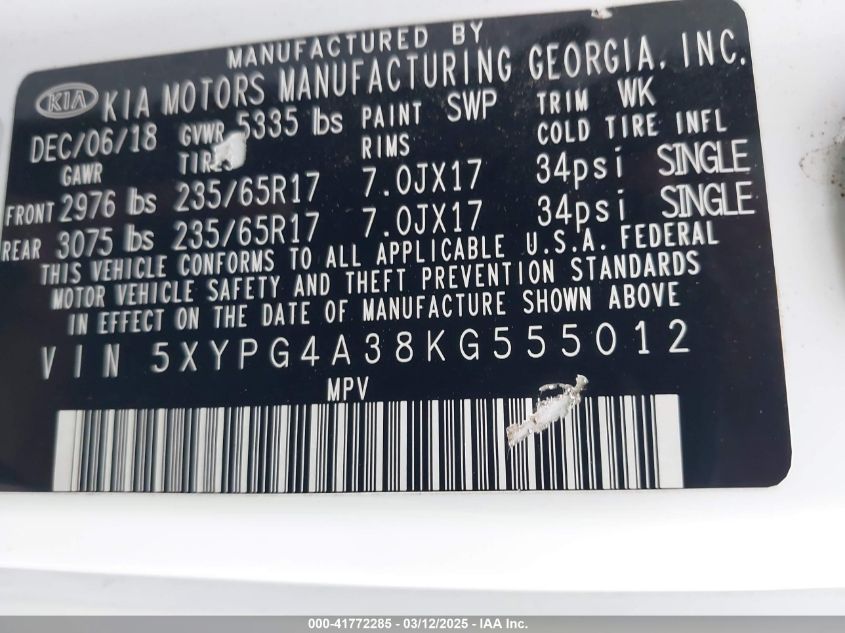 MANUFACTURED BY
KIA KIA MOTORS MANUFACTURING GEORGIA, INC.
DEC/06/18 GVWR 5335 lbs PAINT SWP TRIM WK
GAWR TIRES RIMS COLD TIRE INFL
FRONT 2976 lbs 235/65R17 7.0JX17 34psi SINGLE
REAR 3075 lbs 235/65R17 7.0JX17 34psi SINGLE
THIS VEHICLE CONFORMS TO ALL APPLICABLE U.S.A. FEDERAL
MOTOR VEHICLE SAFETY AND THEFT PREVENTION STANDARDS
IN EFFECT ON THE DATE OF MANUFACTURE SHOWN ABOVE
VIN 5XYPG4A38KG555012
MPV
000-41772285 - 03/12/2025 - IAA Inc.